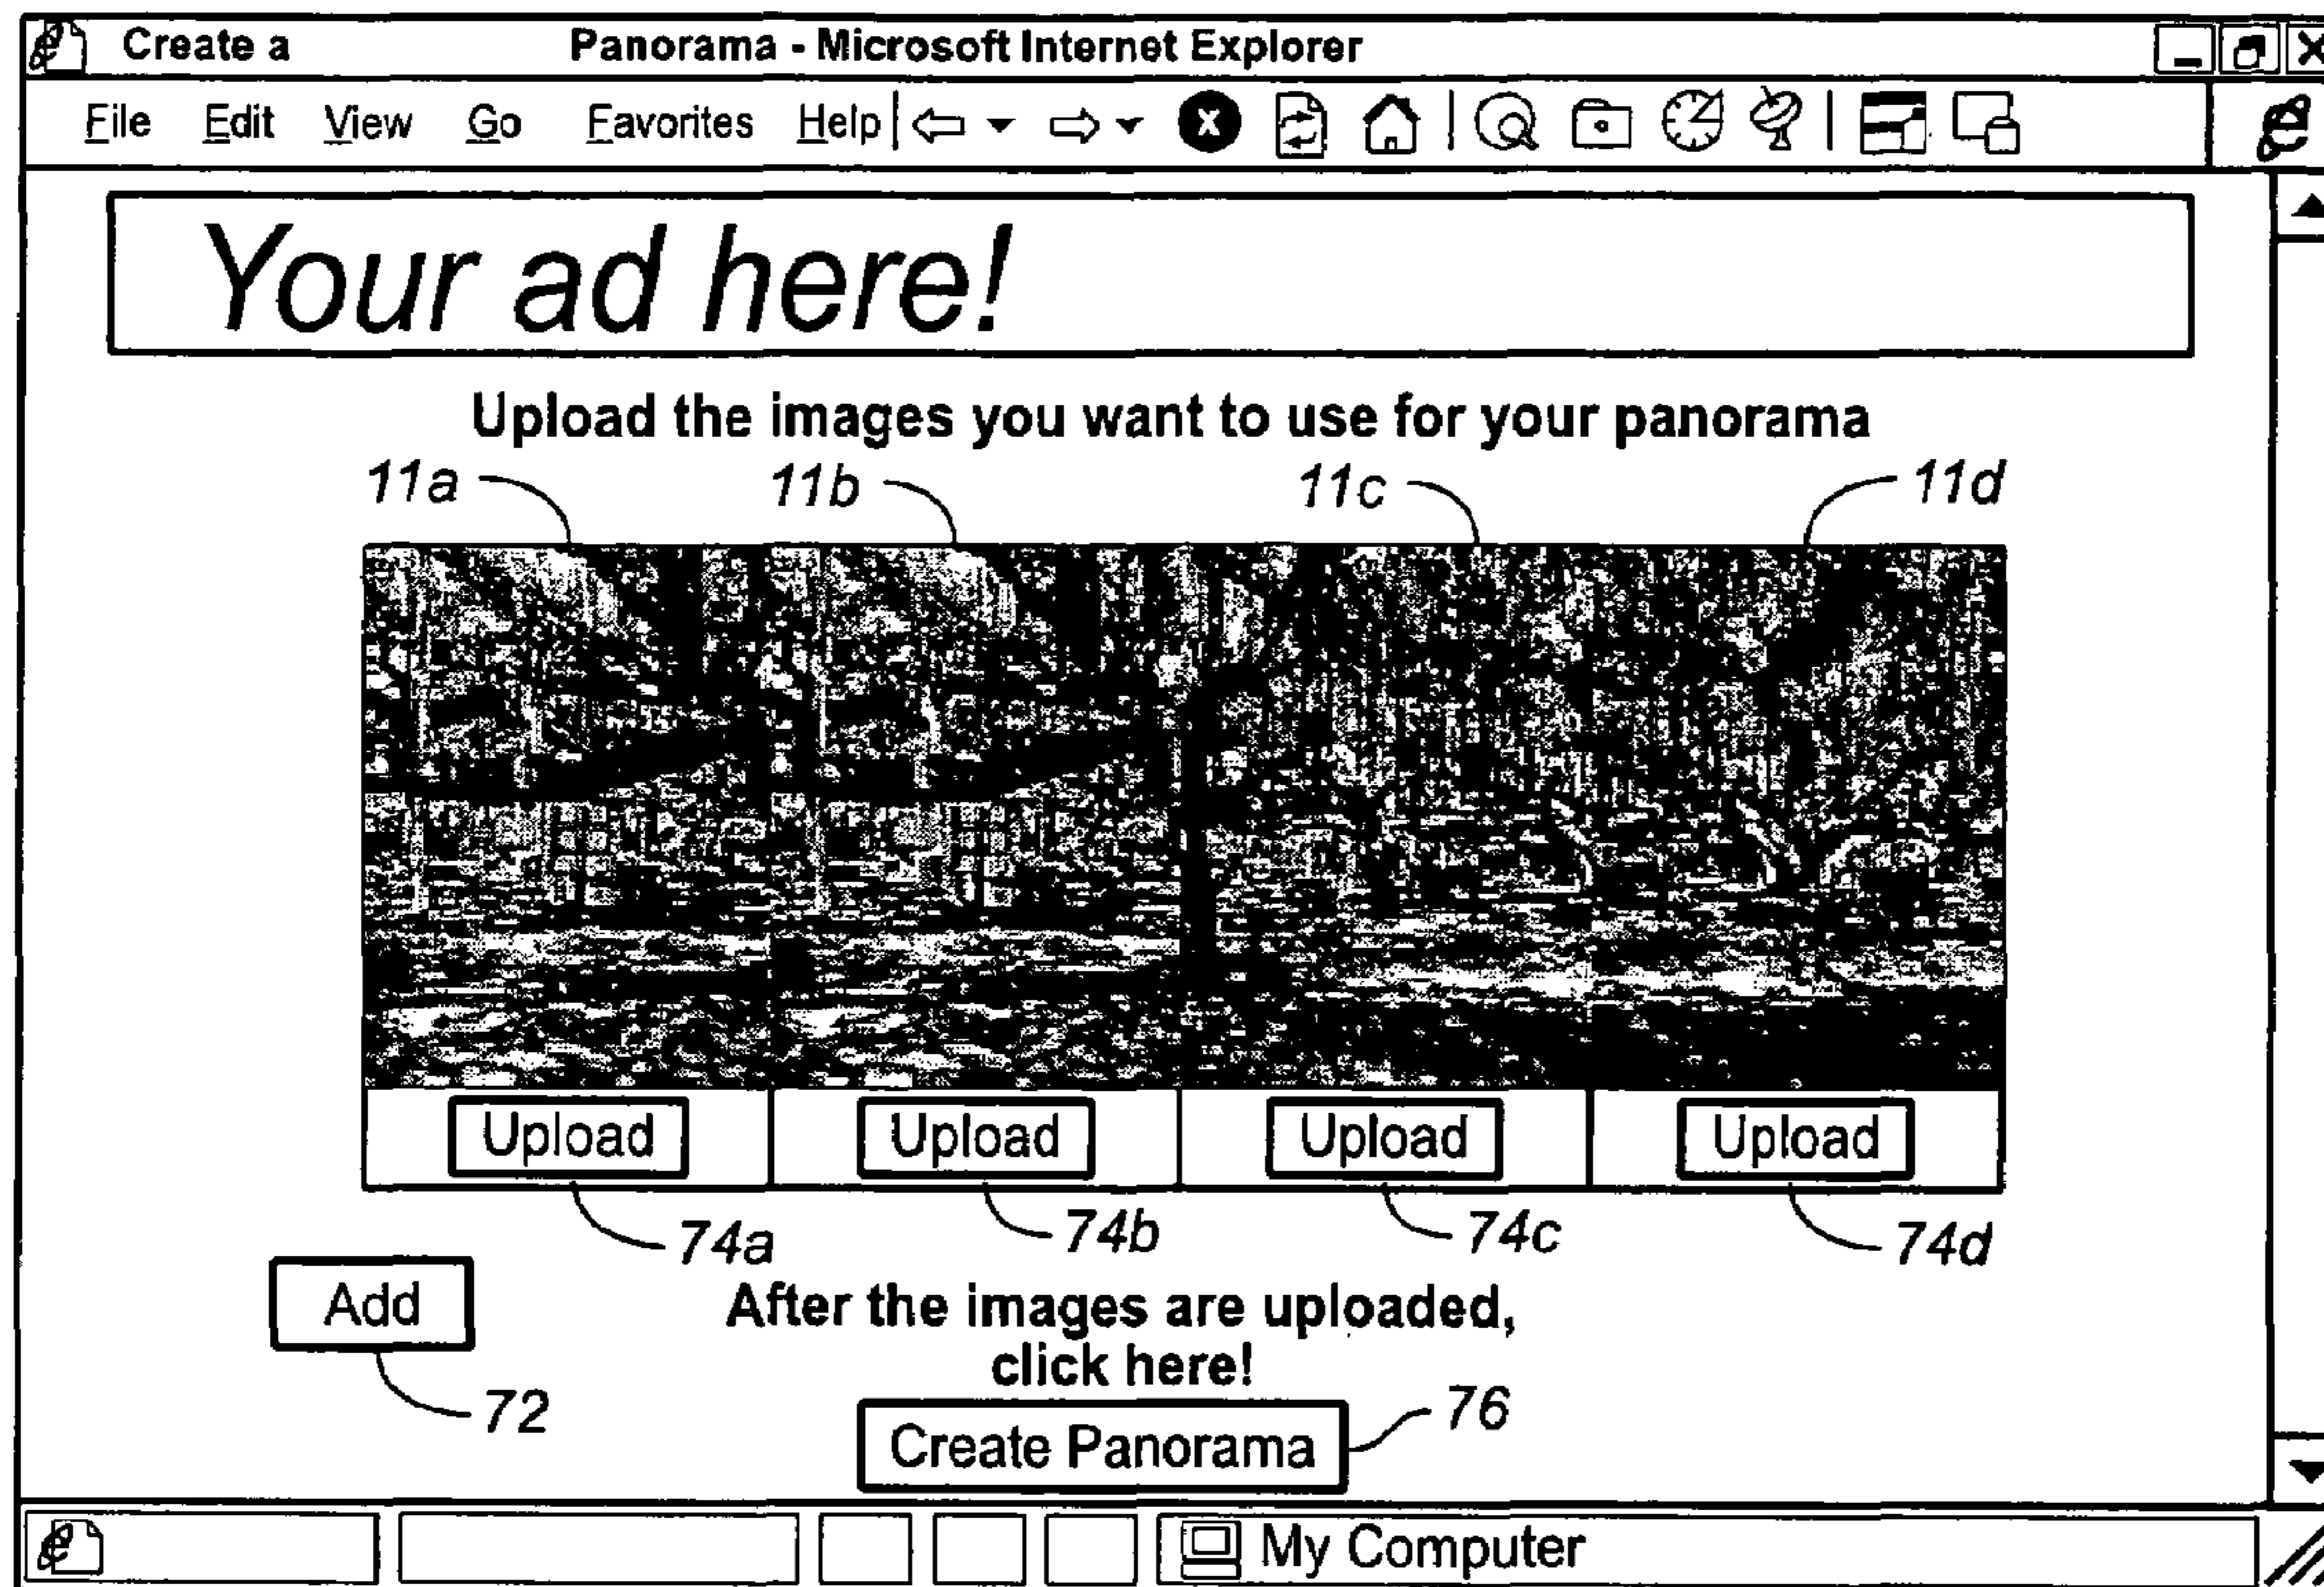 Create a Panorama - Microsoft Internet Explorer
File Edit View Go Favorites Help
Your ad here!
Upload the images you want to use for your panorama
11a 11b 11c 11d
Upload Upload Upload Upload
74a 74b 74c 74d
Add
72
After the images are uploaded,
click here!
76
Create Panorama
My Computer